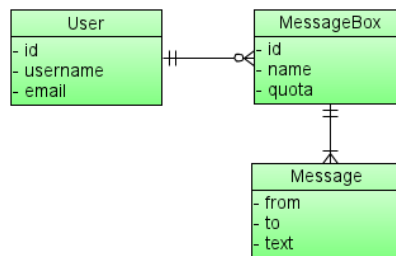 User
- id
- username
- email
MessageBox
- id
- name
- quota
Message
- from
- to
- text